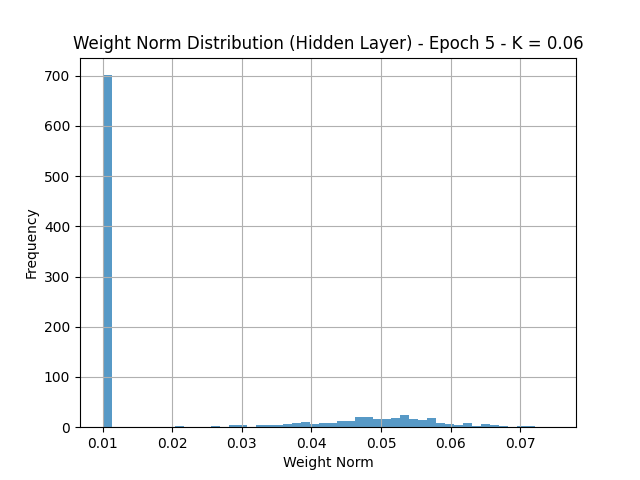 Weight Norm Distribution (Hidden Layer) - Epoch 5 - K = 0.06
700
600
500
400
300
200
100
0
Frequency
0.01 0.02 0.03 0.04 0.05 0.06 0.07
Weight Norm